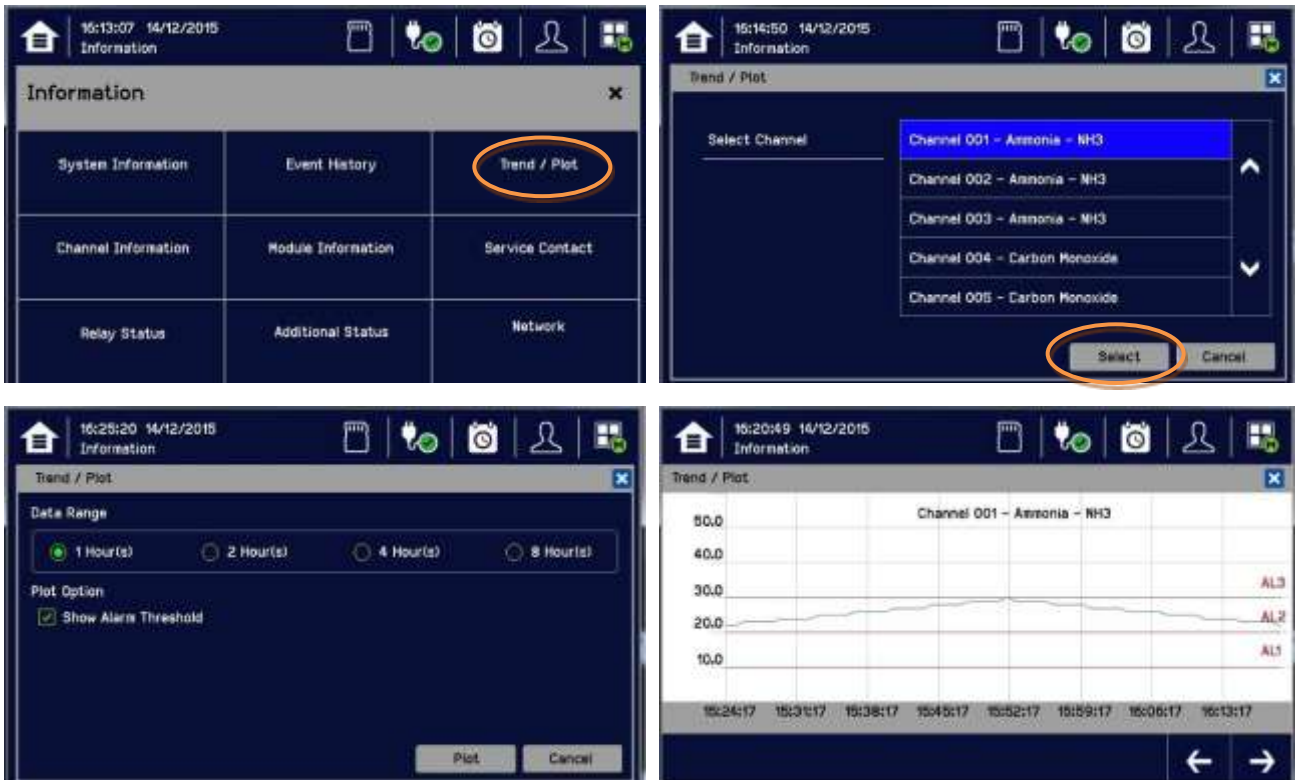 16:13:07 14/12/2015
Information
Information
System Information
Event History
Trend / Plot
Channel Information
Module Information
Service Contact
Relay Status
Additional Status
Network
16:14:50 14/12/2015
Information
Trend / Plot
Select Channel
Channel 001 - Ammonia - NH3
Channel 002 - Ammonia - NH3
Channel 003 - Ammonia - NH3
Channel 004 - Carbon Monoxide
Channel 005 - Carbon Monoxide
Select
Cancel
16:25:20 14/12/2015
Information
Trend / Plot
Data Range
1 Hour(s)
2 Hour(s)
4 Hour(s)
8 Hour(s)
Plot Option
Show Alarm Threshold
Plot
Cancel
16:20:49 14/12/2015
Information
Trend / Plot
Channel 001 - Ammonia - NH3
50.0
40.0
30.0
20.0
10.0
AL3
AL2
AL1
15:24:17 15:31:17 15:38:17 15:45:17 15:52:17 15:59:17 16:06:17 16:13:17